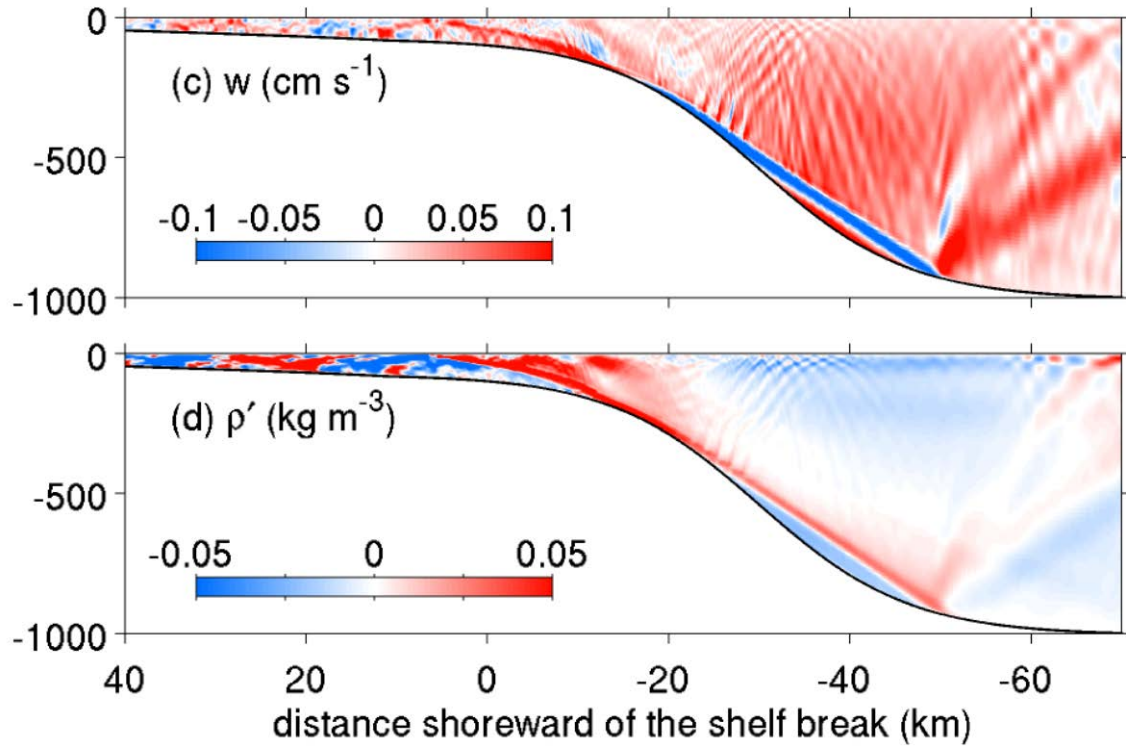 0
(c) w (cm s⁻¹)
-500
-0.1 -0.05 0 0.05 0.1
-1000
0
(d) ρ′ (kg m⁻³)
-500
-0.05 0 0.05
-1000
40 20 0 -20 -40 -60
distance shoreward of the shelf break (km)